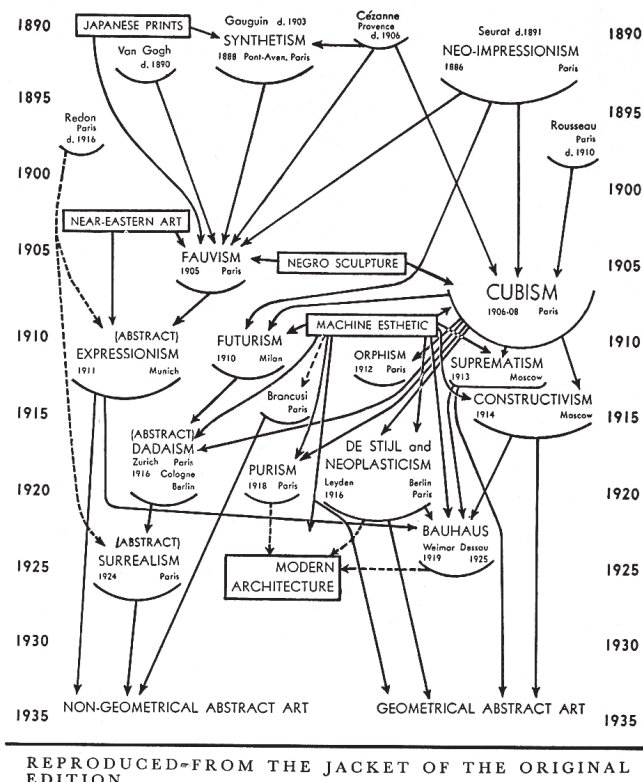 1890
JAPANESE PRINTS
Gauguin d. 1903
SYNTHETISM
1888 Pont-Aven, Paris
Cézanne
Provence
d. 1906
Seurat d.1891
NEO-IMPRESSIONISM
1886 Paris
1890
Van Gogh
d. 1890
1895
1895
Redon
Paris
d. 1916
Rousseau
Paris
d. 1910
1900
1900
NEAR-EASTERN ART
1905
FAUVISM
1905 Paris
NEGRO SCULPTURE
1905
CUBISM
1906-08 Paris
1910
(ABSTRACT)
EXPRESSIONISM
1911 Munich
FUTURISM
1910 Milan
MACHINE ESTHETIC
ORPHISM
1912 Paris
SUPREMATISM
1913 Moscow
1910
Brancusi
Paris
CONSTRUCTIVISM
1914 Moscow
1915
1915
(ABSTRACT)
DADAISM
Zurich Paris
1916 Cologne
Berlin
PURISM
1918 Paris
DE STIJL and
NEOPLASTICISM
Leyden Berlin
1916 Paris
1920
1920
(ABSTRACT)
SURREALISM
1924 Paris
MODERN
ARCHITECTURE
BAUHAUS
Weimar Dessau
1919 1925
1925
1925
1930
1930
1935
NON-GEOMETRICAL ABSTRACT ART
GEOMETRICAL ABSTRACT ART
1935
REPRODUCED FROM THE JACKET OF THE ORIGINAL
EDITION